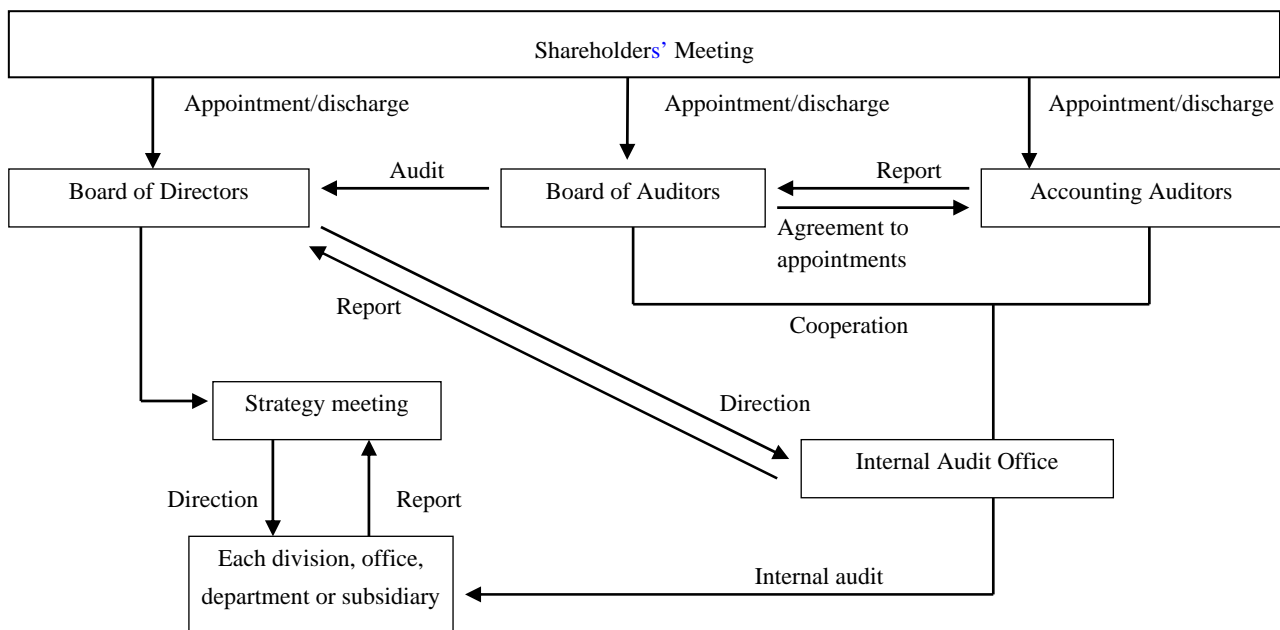 Shareholders’ Meeting
Appointment/discharge
Appointment/discharge
Appointment/discharge
Board of Directors
Audit
Board of Auditors
Report
Accounting Auditors
Agreement to
appointments
Report
Cooperation
Strategy meeting
Direction
Internal Audit Office
Direction
Report
Each division, office,
department or subsidiary
Internal audit